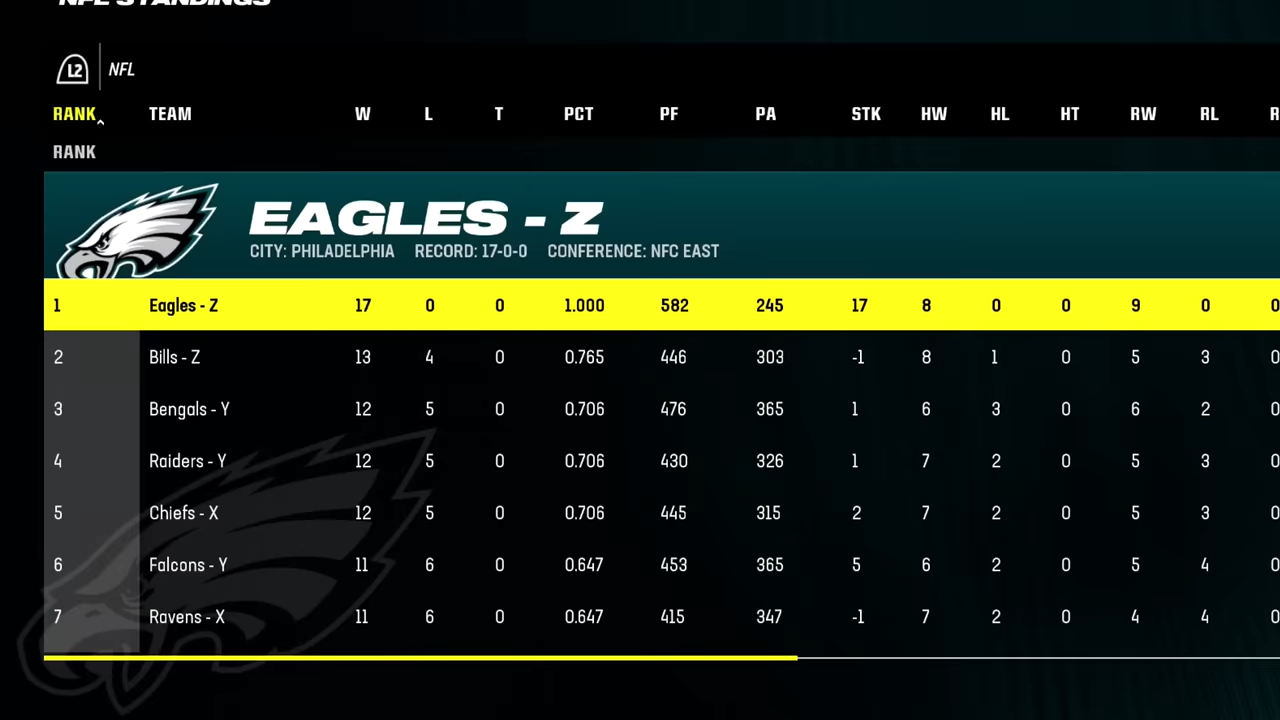 NFL STANDINGS
L2 NFL
RANK TEAM W L T PCT PF PA STK HW HL HT RW RL
RANK
EAGLES - Z
CITY: PHILADELPHIA RECORD: 17-0-0 CONFERENCE: NFC EAST
1 Eagles - Z 17 0 0 1.000 582 245 17 8 0 0 9 0 0
2 Bills - Z 13 4 0 0.765 446 303 -1 8 1 0 5 3 0
3 Bengals - Y 12 5 0 0.706 476 365 1 6 3 0 6 2 0
4 Raiders - Y 12 5 0 0.706 430 326 1 7 2 0 5 3 0
5 Chiefs - X 12 5 0 0.706 445 315 2 7 2 0 5 3 0
6 Falcons - Y 11 6 0 0.647 453 365 5 6 2 0 5 4 0
7 Ravens - X 11 6 0 0.647 415 347 -1 7 2 0 4 4 0